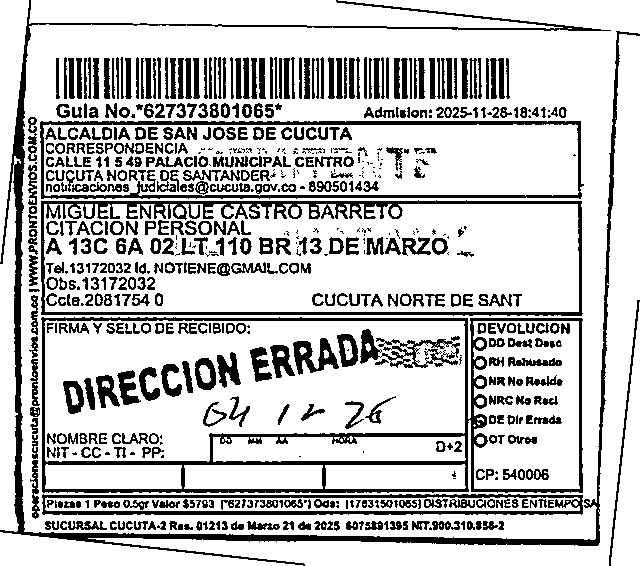 Guia No.*627373801065*
Admision: 2025-11-28-18:41:40
ALCALDIA DE SAN JOSE DE CUCUTA
CORRESPONDENCIA
CALLE 11 5 49 PALACIO MUNICIPAL CENTRO
CUCUTA NORTE DE SANTANDER
notificaciones_judiciales@cucuta.gov.co - 890501434
MIGUEL ENRIQUE CASTRO BARRETO
CITACION PERSONAL
A 13C 6A 02 LT 110 BR 13 DE MARZO
Tel.13172032 Id. NOTIENE@GMAIL.COM
Obs.13172032
Ccte.2081754 0
CUCUTA NORTE DE SANT
FIRMA Y SELLO DE RECIBIDO:
DIRECCION ERRADA
04 12 26
NOMBRE CLARO:
NIT - CC - TI - PP:
DD MM AA HORA
D+2
DEVOLUCION
DD Dest Desc
RH Rehusado
NR No Reside
NRC No Recl
DE Dir Errada
OT Otros
CP: 540006
Piezas 1 Peso 0.5gr Valor $5793 [*627373801065*] Ods: [17631501065] DISTRIBUCIONES ENTIEMPO SA
SUCURSAL CUCUTA-2 Res. 01213 de Marzo 21 de 2025 6075891395 NIT.900.310.856-2
operacionescucuta@prontoenvios.com.co | WWW.PRONTOENVIOS.COM.CO